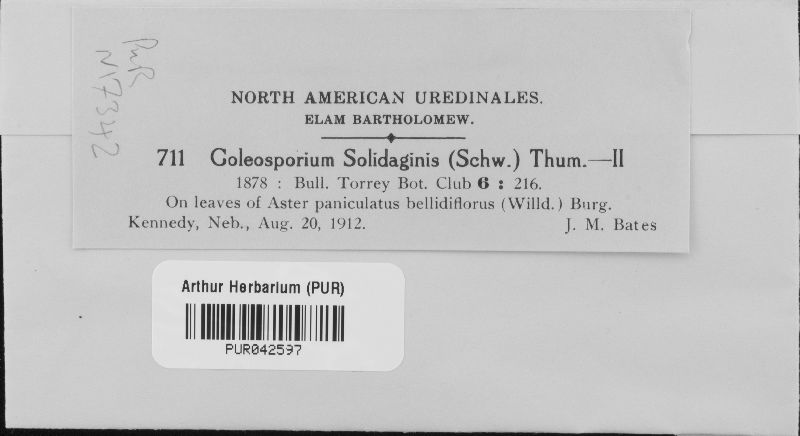 PUR
N17342
NORTH AMERICAN UREDINALES.
ELAM BARTHOLOMEW.
711 Coleosporium Solidaginis (Schw.) Thum.—II
1878 : Bull. Torrey Bot. Club 6 : 216.
On leaves of Aster paniculatus bellidiflorus (Willd.) Burg.
Kennedy, Neb., Aug. 20, 1912. J. M. Bates
Arthur Herbarium (PUR)
PUR042597